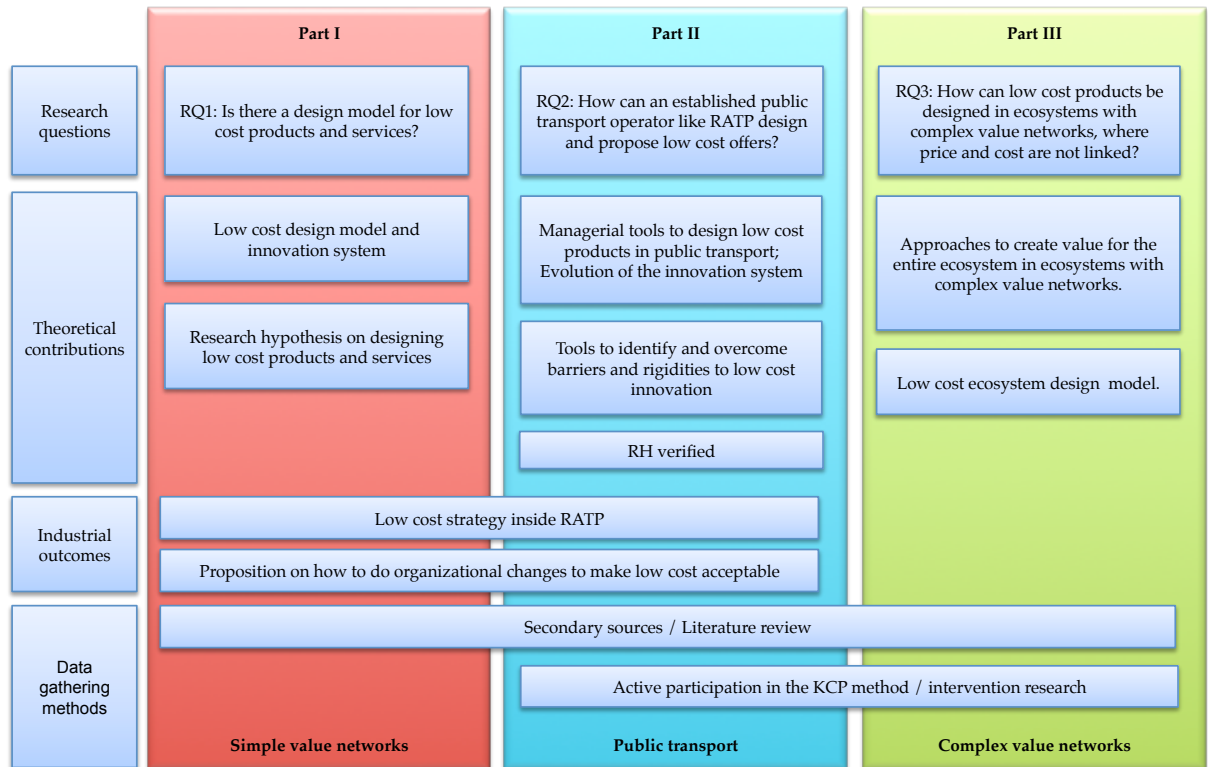 Part I
Part II
Part III
Research
questions
RQ1: Is there a design model for low
cost products and services?
RQ2: How can an established public
transport operator like RATP design
and propose low cost offers?
RQ3: How can low cost products be
designed in ecosystems with
complex value networks, where
price and cost are not linked?
Theoretical
contributions
Low cost design model and
innovation system
Research hypothesis on designing
low cost products and services
Managerial tools to design low cost
products in public transport;
Evolution of the innovation system
Tools to identify and overcome
barriers and rigidities to low cost
innovation
RH verified
Approaches to create value for the
entire ecosystem in ecosystems with
complex value networks.
Low cost ecosystem design model.
Industrial
outcomes
Low cost strategy inside RATP
Proposition on how to do organizational changes to make low cost acceptable
Data
gathering
methods
Secondary sources / Literature review
Active participation in the KCP method / intervention research
Simple value networks
Public transport
Complex value networks